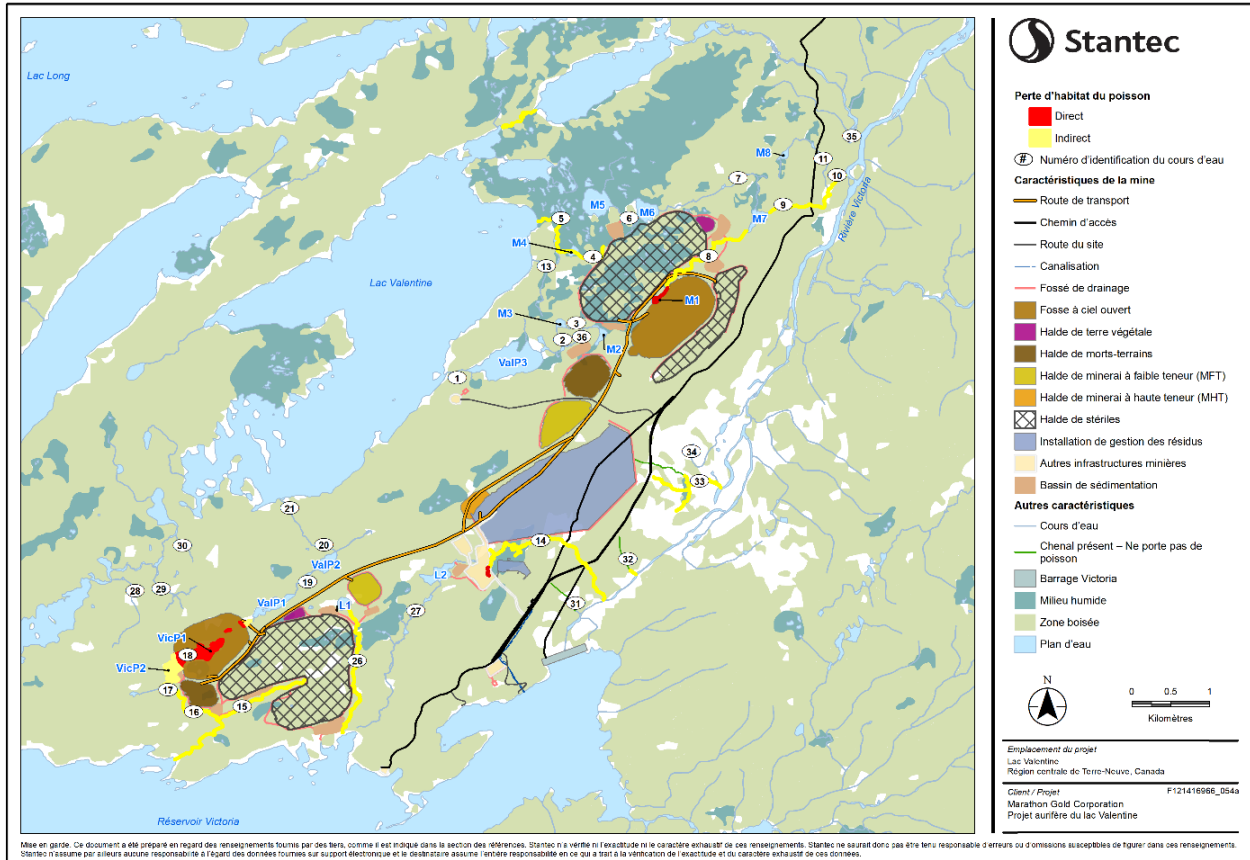 Stantec
Perte d'habitat du poisson
Direct
Indirect
# Numéro d'identification du cours d'eau
Caractéristiques de la mine
Route de transport
Chemin d'accès
Route du site
Canalisation
Fossé de drainage
Fosse à ciel ouvert
Halde de terre végétale
Halde de morts-terrains
Halde de minerai à faible teneur (MFT)
Halde de minerai à haute teneur (MHT)
Halde de stériles
Installation de gestion des résidus
Autres infrastructures minières
Bassin de sédimentation
Autres caractéristiques
Cours d'eau
Chenal présent – Ne porte pas de
poisson
Barrage Victoria
Milieu humide
Zone boisée
Plan d'eau
N
0 0.5 1
Kilomètres
Emplacement du projet
Lac Valentine
Région centrale de Terre-Neuve, Canada
Client / Projet F121416966_054a
Marathon Gold Corporation
Projet aurifère du lac Valentine
Lac Long
35
M8
11
7
10
M5
M6
9
5
6
M7
Rivière Victoria
M4
4
8
13
Lac Valentine
M1
M3
3
2
36
M2
ValP3
1
34
33
21
14
20
30
32
ValP2
L2
19
28
29
31
ValP1
L1
27
VicP1
18
26
VicP2
17
15
16
Réservoir Victoria
Mise en garde. Ce document a été préparé en regard des renseignements fournis par des tiers, comme il est indiqué dans la section des références. Stantec n'a vérifié ni l'exactitude ni le caractère exhaustif de ces renseignements. Stantec ne saurait donc pas être tenu responsable d'erreurs ou d'omissions susceptibles de figurer dans ces renseignements.
Stantec n'assume par ailleurs aucune responsabilité à l'égard des données fournies sur support électronique et le destinataire assume l'entière responsabilité en ce qui a trait à la vérification de l'exactitude et du caractère exhaustif de ces données.